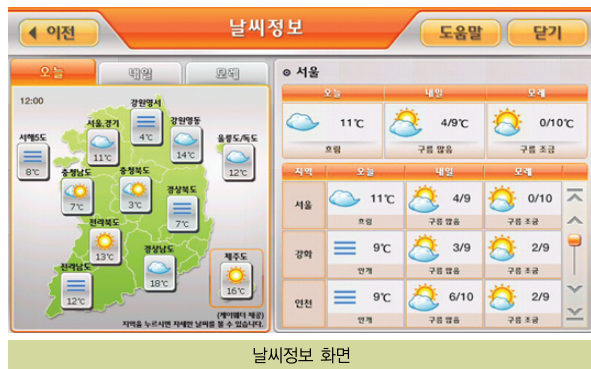 이전
날씨정보
도움말
닫기
오늘
내일
모레
12:00
강원영서
4℃
서울.경기
11℃
강원영동
14℃
서해5도
8℃
울릉도/독도
12℃
충청남도
7℃
충청북도
3℃
경상북도
7℃
전라북도
13℃
경상남도
18℃
전라남도
12℃
제주도
16℃
(케이웨더 제공)
지역을 누르시면 자세한 날씨를 볼 수 있습니다.
서울
오늘 내일 모레
11℃ 4/9℃ 0/10℃
흐림 구름 많음 구름 조금
지역 오늘 내일 모레
서울 11℃ 4/9 0/10
흐림 구름 많음 구름 조금
강화 9℃ 3/9 2/9
안개 구름 많음 구름 조금
인천 9℃ 6/10 2/9
안개 구름 많음 구름 조금
날씨정보 화면